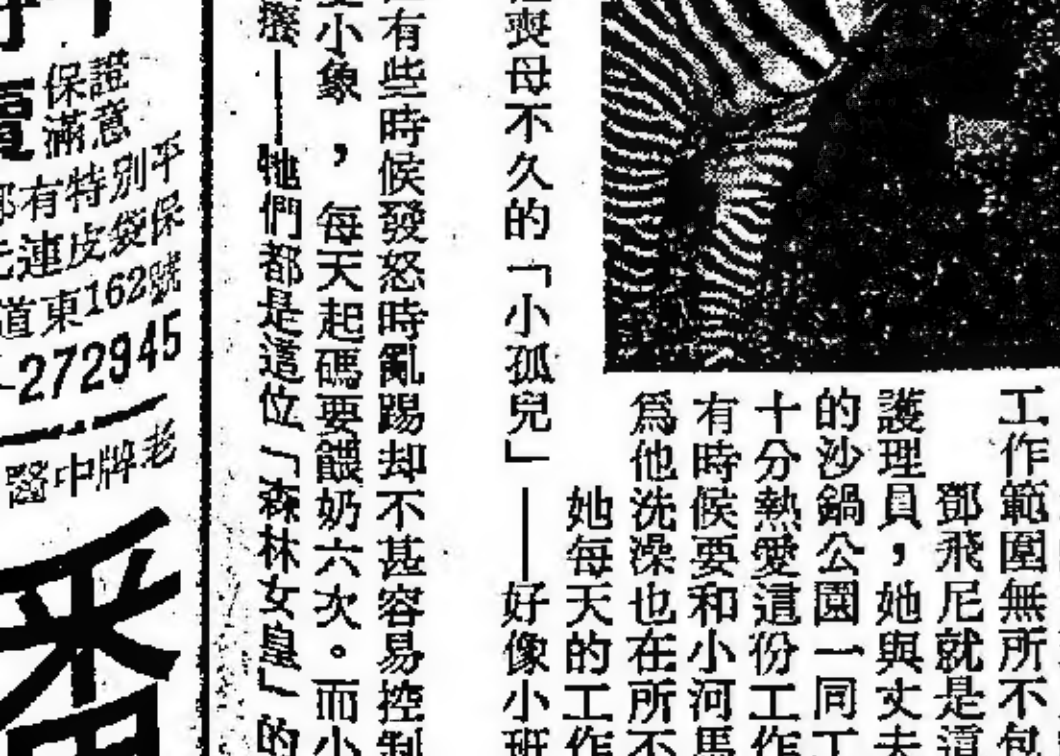 工作範圍無所不包
鄧飛尼就是這
護理員，她與丈夫
的沙鍋公園一同工
十分熱愛這份工作
有時候要和小河馬
爲他洗澡也在所不
她每天的工作
喪母不久的「小孤兒」——好像小班
有些時候發怒時亂踢却不甚容易控制
小象，每天起碼要餵奶六次。而小
——牠們都是這位「森林女皇」的
保證
滿意
有特別平
連皮袋保
道東162號
272945
老牌中醫
番